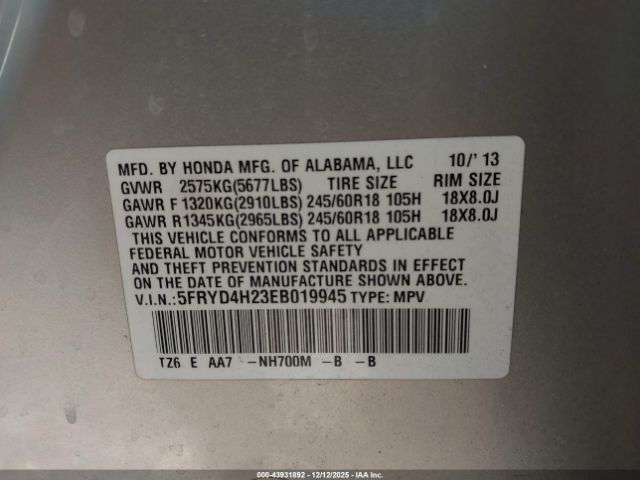 MFD. BY HONDA MFG. OF ALABAMA, LLC 10/'13
GVWR 2575KG(5677LBS) TIRE SIZE RIM SIZE
GAWR F 1320KG(2910LBS) 245/60R18 105H 18X8.0J
GAWR R1345KG(2965LBS) 245/60R18 105H 18X8.0J
THIS VEHICLE CONFORMS TO ALL APPLICABLE
FEDERAL MOTOR VEHICLE SAFETY
AND THEFT PREVENTION STANDARDS IN EFFECT
ON THE DATE OF MANUFACTURE SHOWN ABOVE.
V.I.N.:5FRYD4H23EB019945 TYPE: MPV
TZ6 E AA7 -NH700M -B -B
000-43931892 - 12/12/2025 - IAAI.COM